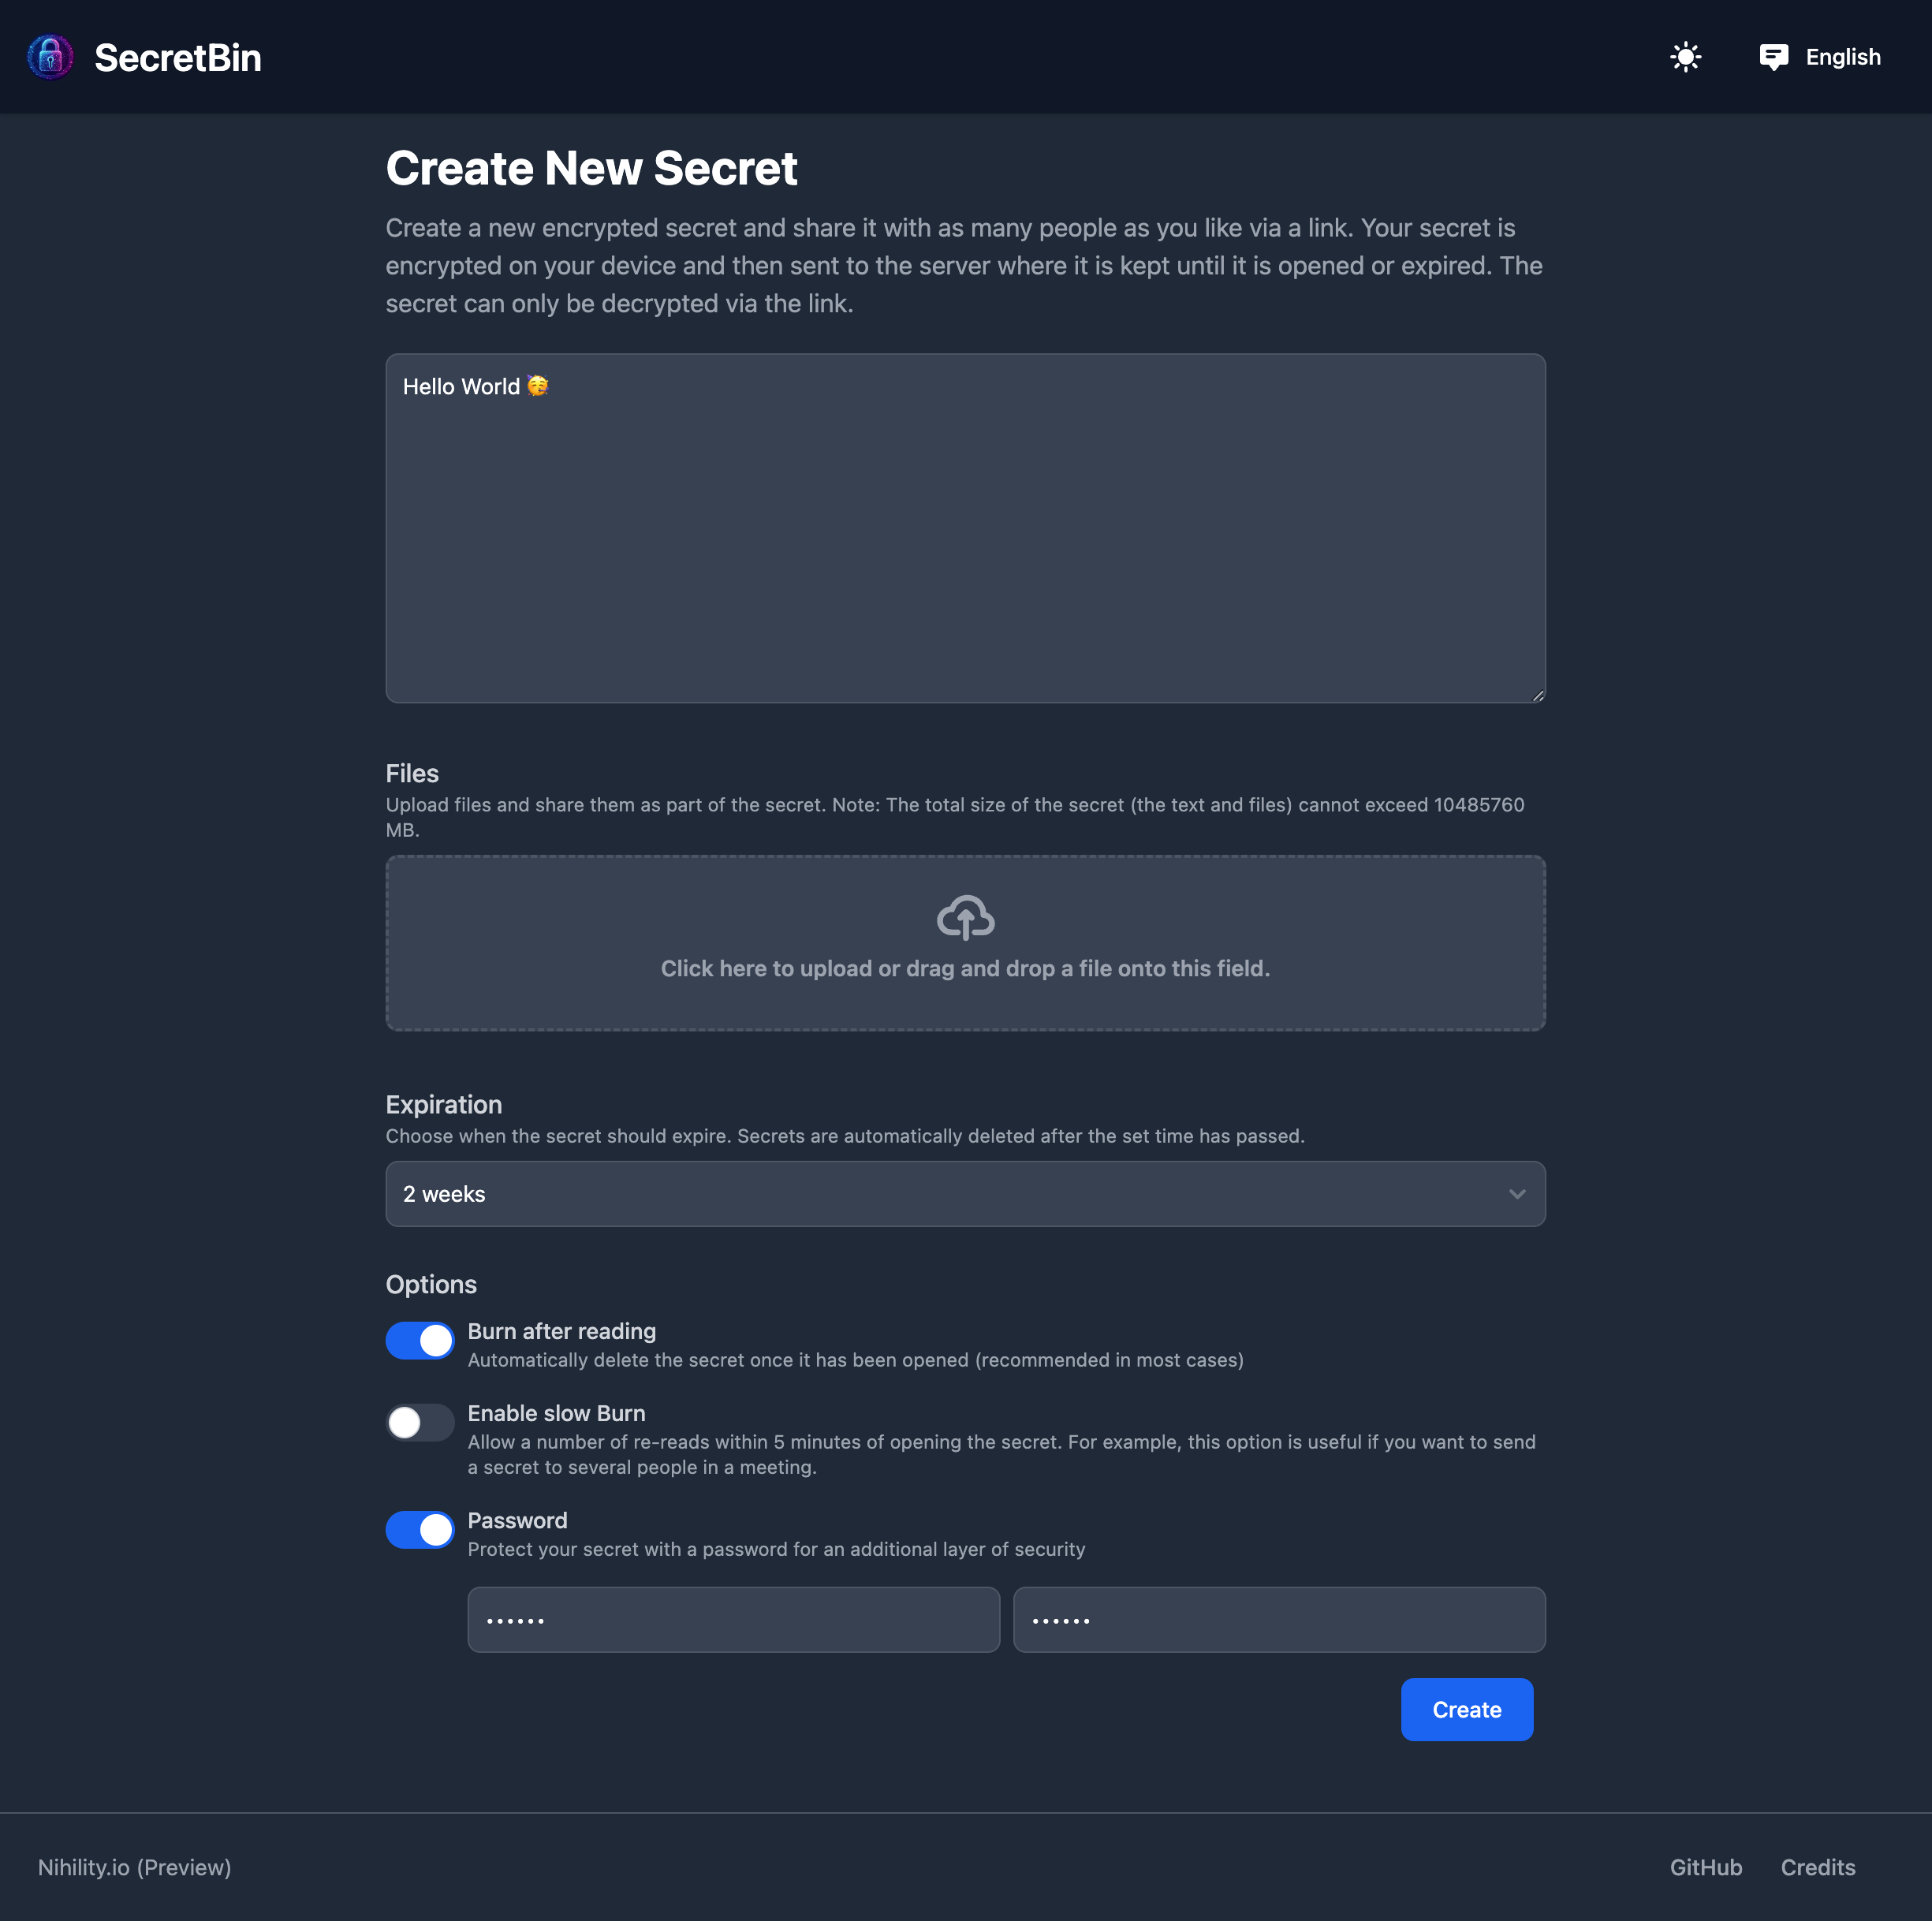 SecretBin
English
Create New Secret
Create a new encrypted secret and share it with as many people as you like via a link. Your secret is
encrypted on your device and then sent to the server where it is kept until it is opened or expired. The
secret can only be decrypted via the link.
Hello World 🥳
Files
Upload files and share them as part of the secret. Note: The total size of the secret (the text and files) cannot exceed 10485760
MB.
Click here to upload or drag and drop a file onto this field.
Expiration
Choose when the secret should expire. Secrets are automatically deleted after the set time has passed.
2 weeks
Options
Burn after reading
Automatically delete the secret once it has been opened (recommended in most cases)
Enable slow Burn
Allow a number of re-reads within 5 minutes of opening the secret. For example, this option is useful if you want to send
a secret to several people in a meeting.
Password
Protect your secret with a password for an additional layer of security
•••••• ••••••
Create
Nihility.io (Preview)
GitHub Credits